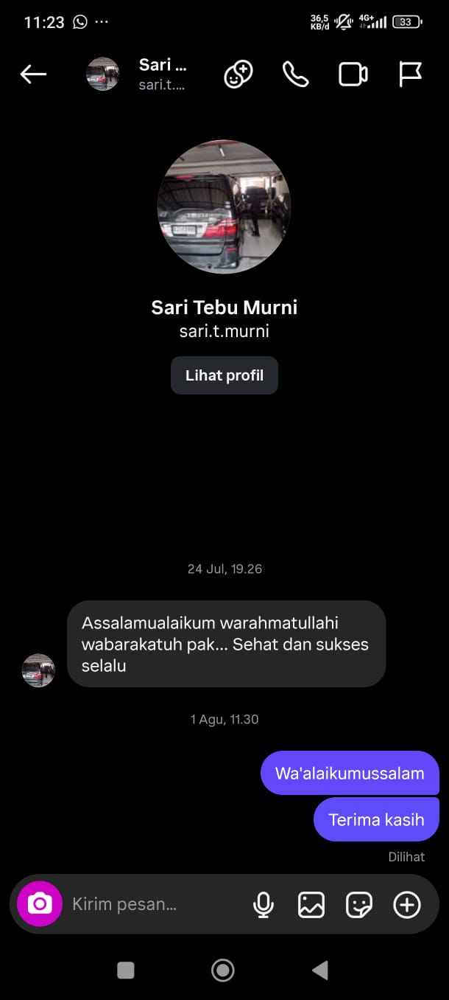 11:23
36,5
KB/d
4G+
33
Sari ...
sari.t....
Sari Tebu Murni
sari.t.murni
Lihat profil
24 Jul, 19.26
Assalamualaikum warahmatullahi
wabarakatuh pak... Sehat dan sukses
selalu
1 Agu, 11.30
Wa'alaikumussalam
Terima kasih
Dilihat
Kirim pesan...